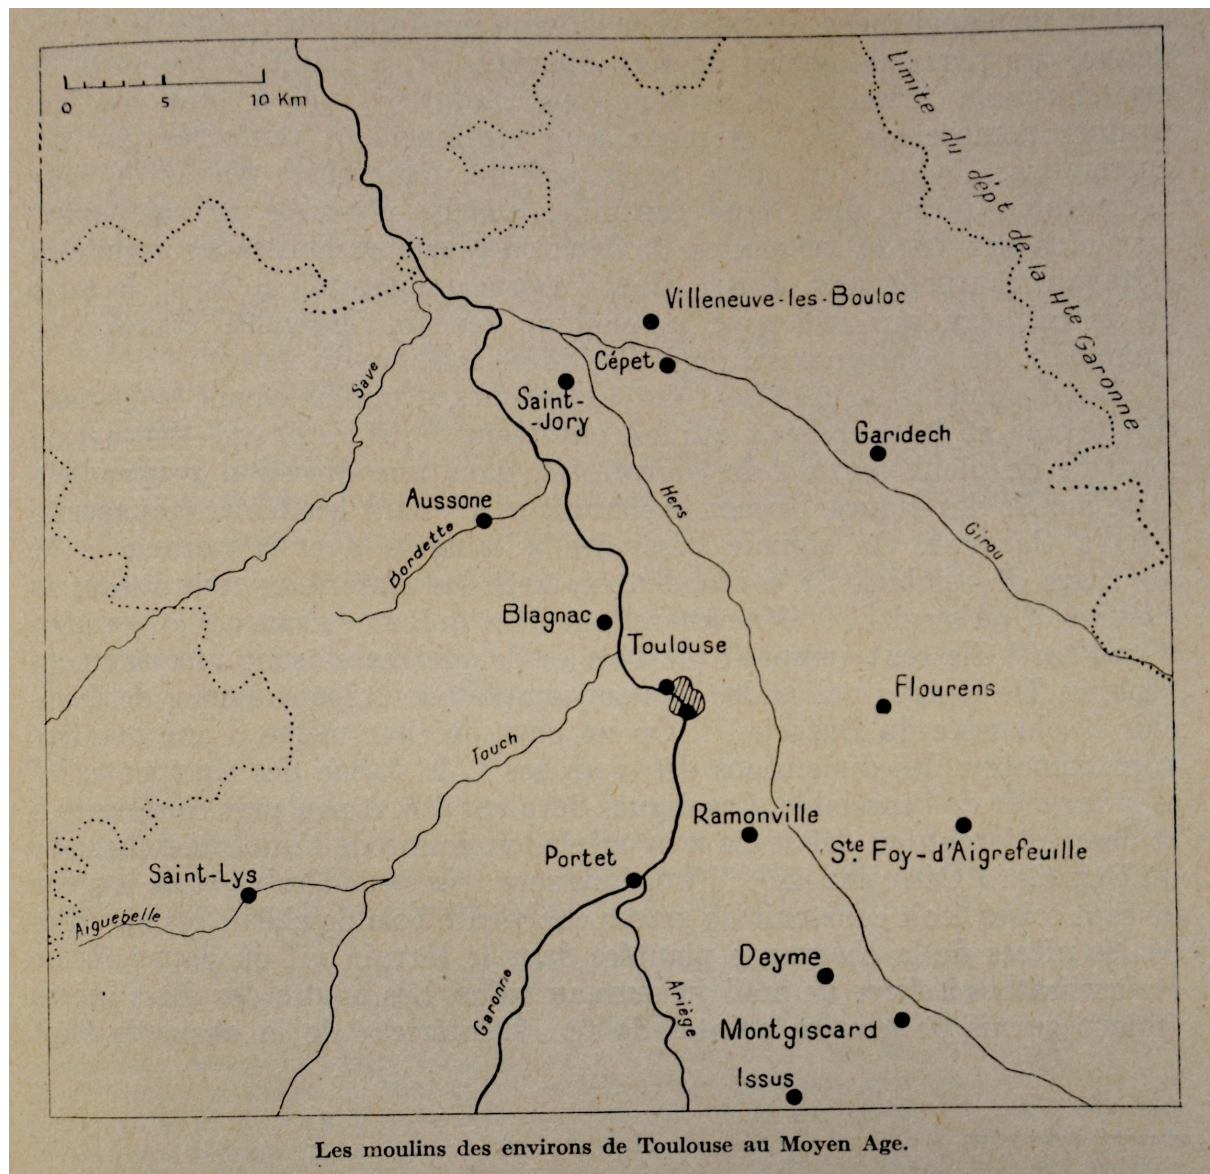 0 5 10 Km
Limite du dépt de la Hte Garonne
Villeneuve-les-Bouloc
Cépet
Save
Saint-
-Jory
Garidech
Aussone
Hers
Girou
Bordette
Blagnac
Toulouse
Flourens
Touch
Ramonville
Ste. Foy-d'Aigrefeuille
Portet
Saint-Lys
Aiguebelle
Deyme
Garonne
Ariège
Montgiscard
Issus
Les moulins des environs de Toulouse au Moyen Age.